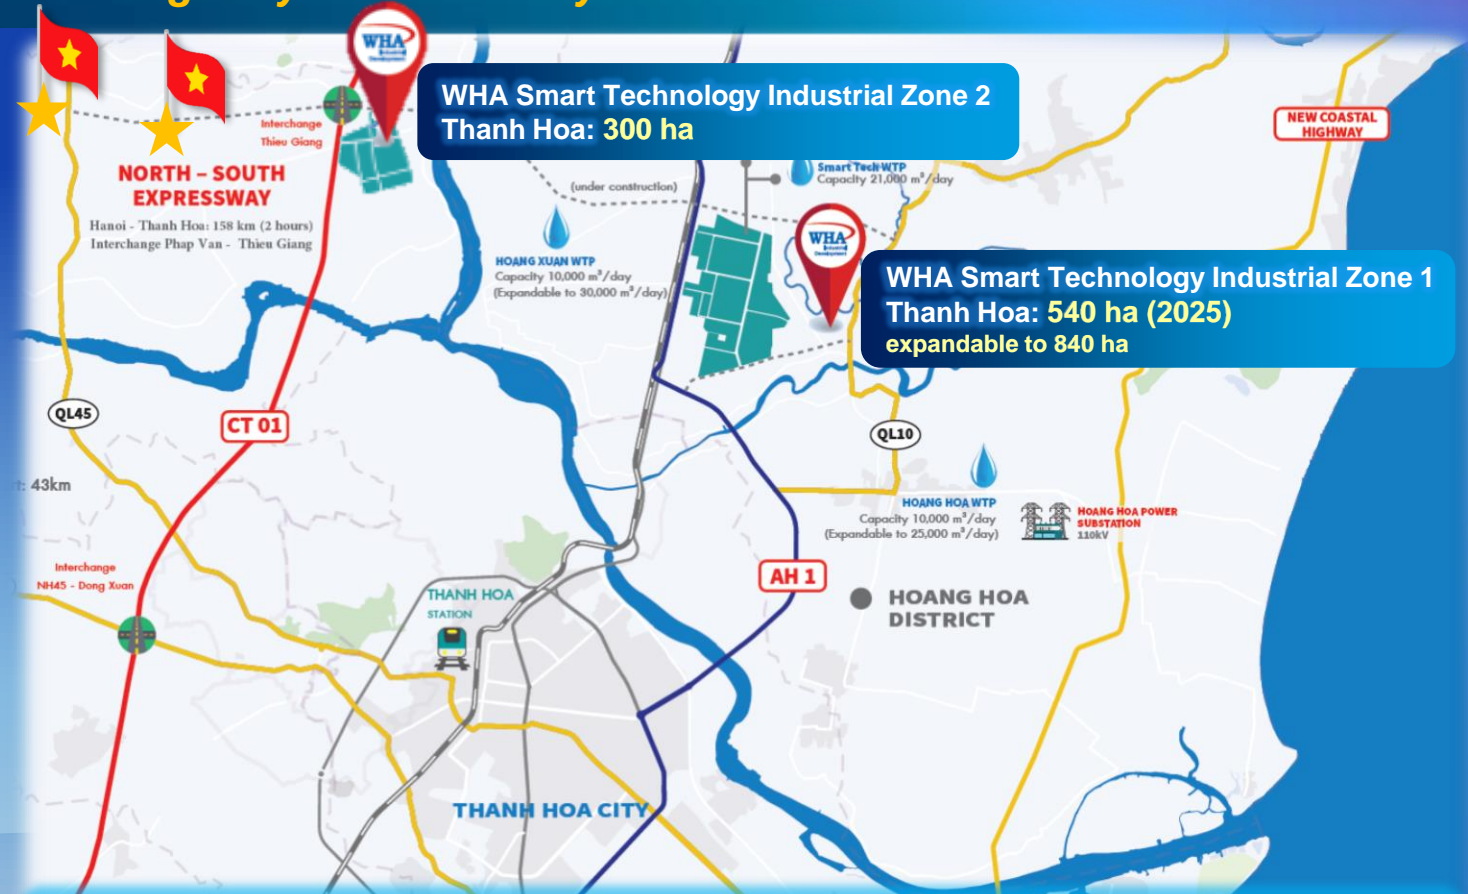 WHA
Industrial
Development
WHA Smart Technology Industrial Zone 2
Thanh Hoa: 300 ha
Interchange
Thieu Giang
NEW COASTAL
HIGHWAY
NORTH – SOUTH
EXPRESSWAY
Hanoi - Thanh Hoa: 158 km (2 hours)
Interchange Phap Van - Thieu Giang
(under construction)
Smart Tech WTP
Capacity 21,000 m³/day
HOANG XUAN WTP
Capacity 10,000 m³/day
(Expandable to 30,000 m³/day)
WHA
Industrial
Development
WHA Smart Technology Industrial Zone 1
Thanh Hoa: 540 ha (2025)
expandable to 840 ha
QL45
CT 01
QL10
: 43km
HOANG HOA WTP
Capacity 10,000 m³/day
(Expandable to 25,000 m³/day)
HOANG HOA POWER
SUBSTATION
110kV
Interchange
NH45 - Dong Xuan
AH 1
THANH HOA
STATION
HOANG HOA
DISTRICT
THANH HOA CITY